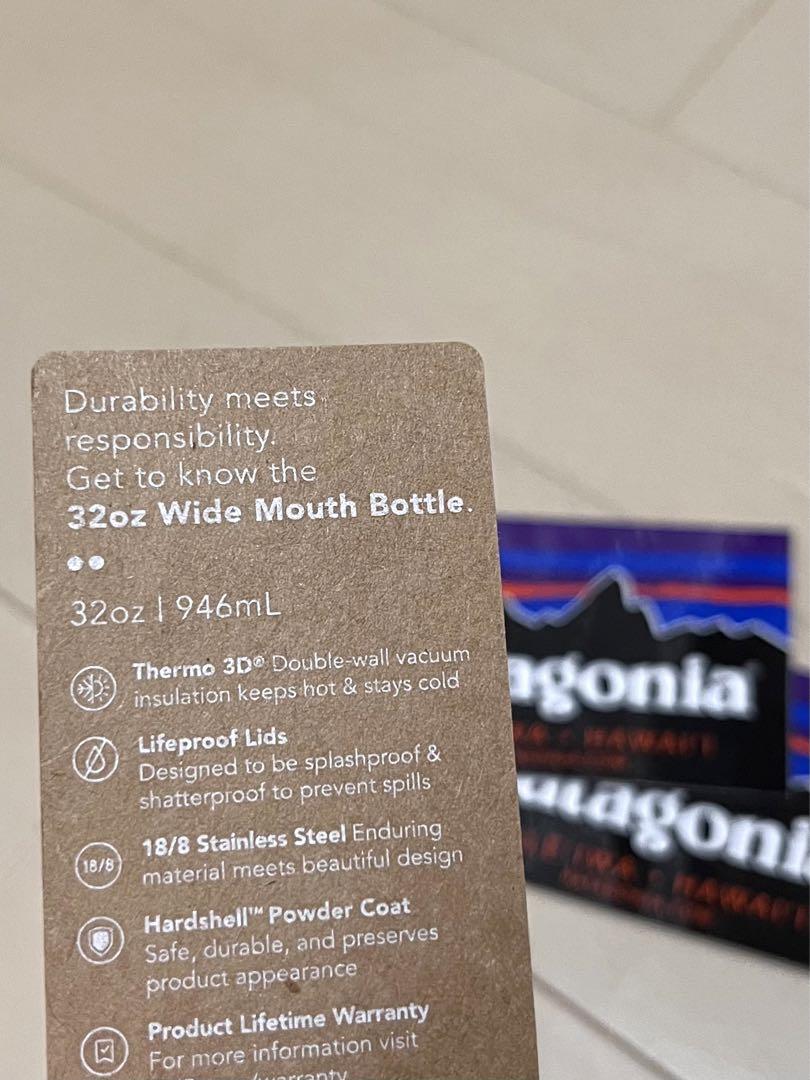 Durability meets
responsibility.
Get to know the
32oz Wide Mouth Bottle.
32oz | 946mL
Thermo 3D® Double-wall vacuum
insulation keeps hot & stays cold
Lifeproof Lids
Designed to be splashproof &
shatterproof to prevent spills
18/8
18/8 Stainless Steel Enduring
material meets beautiful design
Hardshell™ Powder Coat
Safe, durable, and preserves
product appearance
Product Lifetime Warranty
For more information visit
agonia
HAWAI'I
atagoni
HAWAI'I